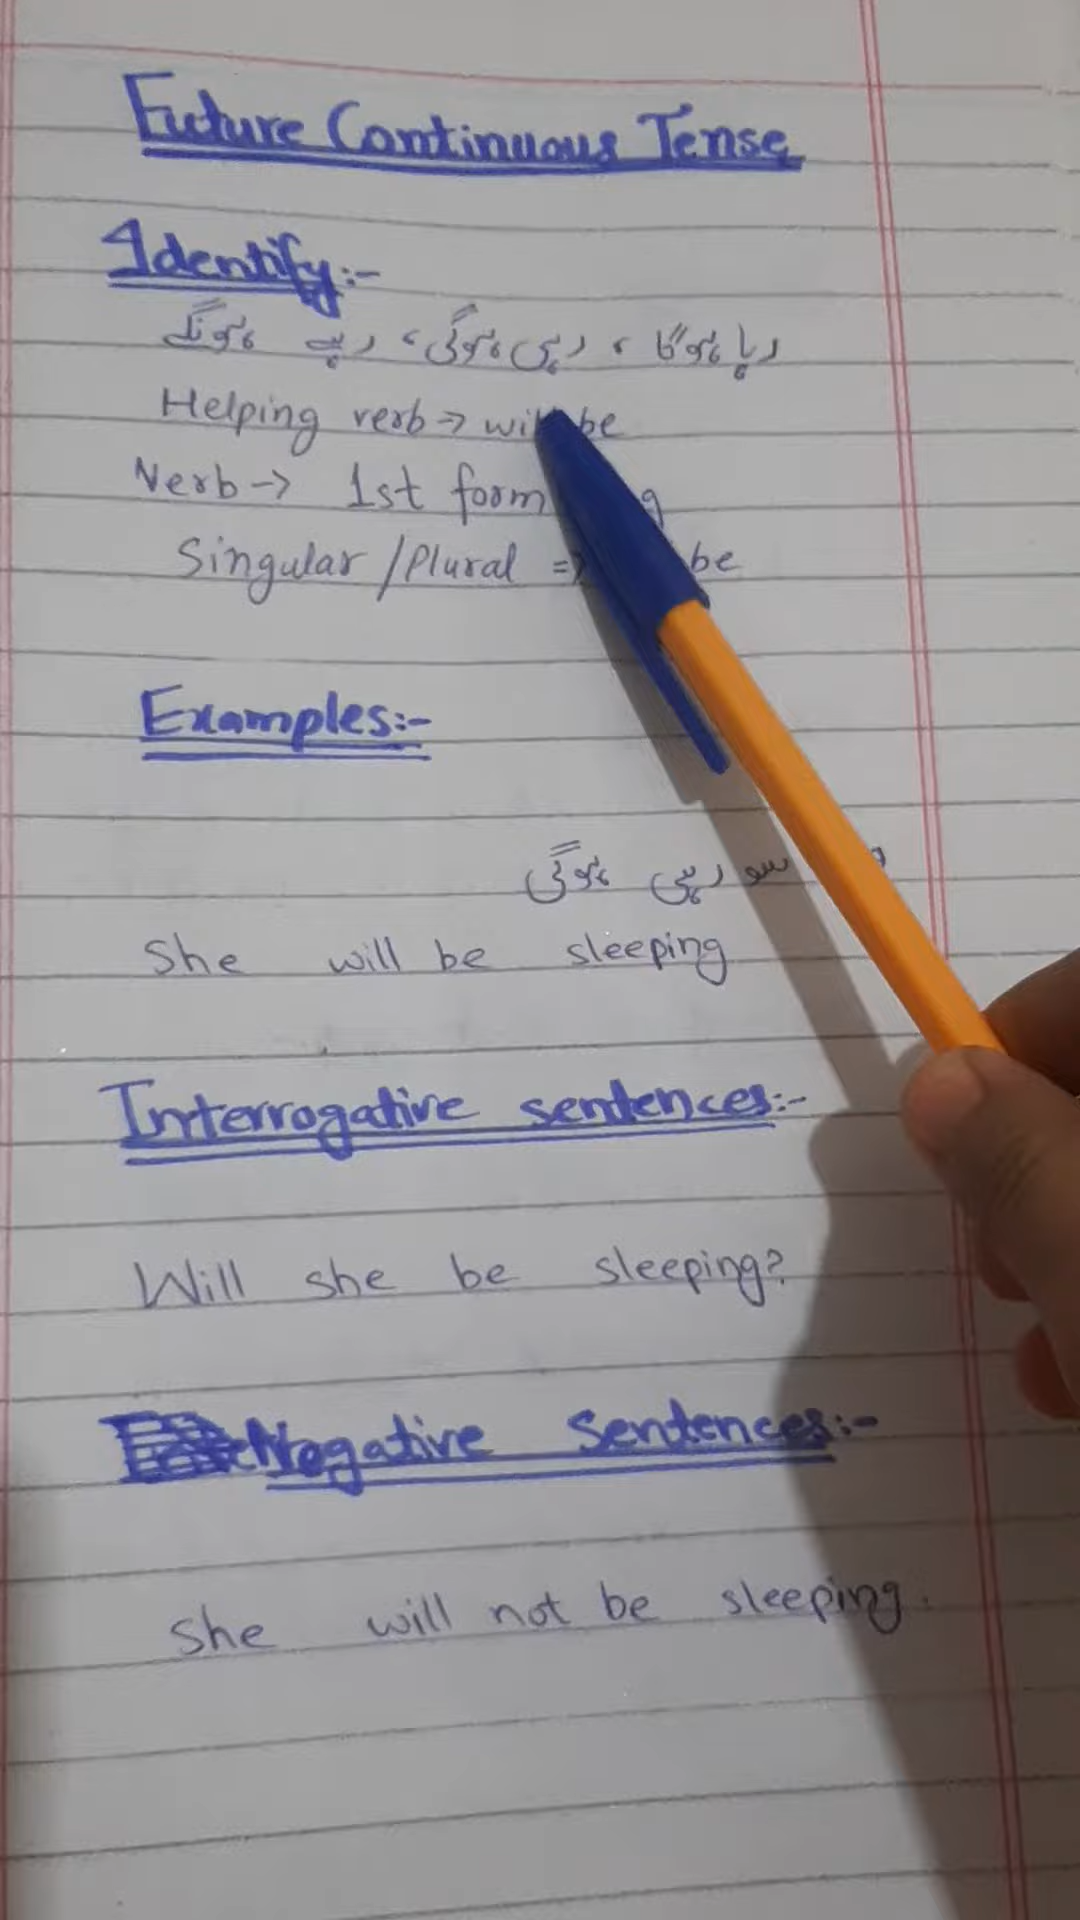 Future Continuous Tense
Identify:-
رہا ہوگا ، رہی ہوگی، رہے ہونگے
Helping verb → will be
Verb → 1st form
Singular /Plural => be
Examples:-
سو رہی ہوگی
She will be sleeping
Interrogative sentences:-
Will she be sleeping?
Negative Sentences:-
She will not be sleeping.